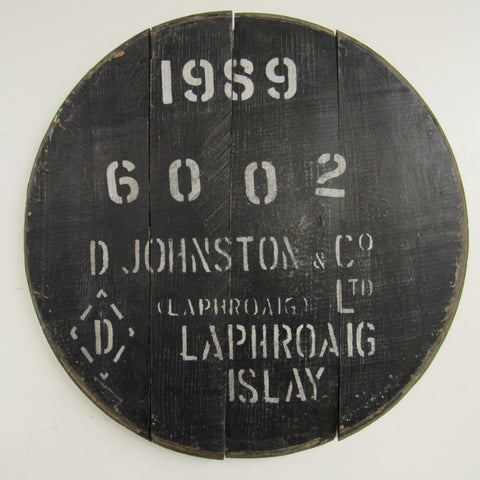 1989
6002
D JOHNSTON & Cº
(LAPHROAIG) LTD
D LAPHROAIG
ISLAY